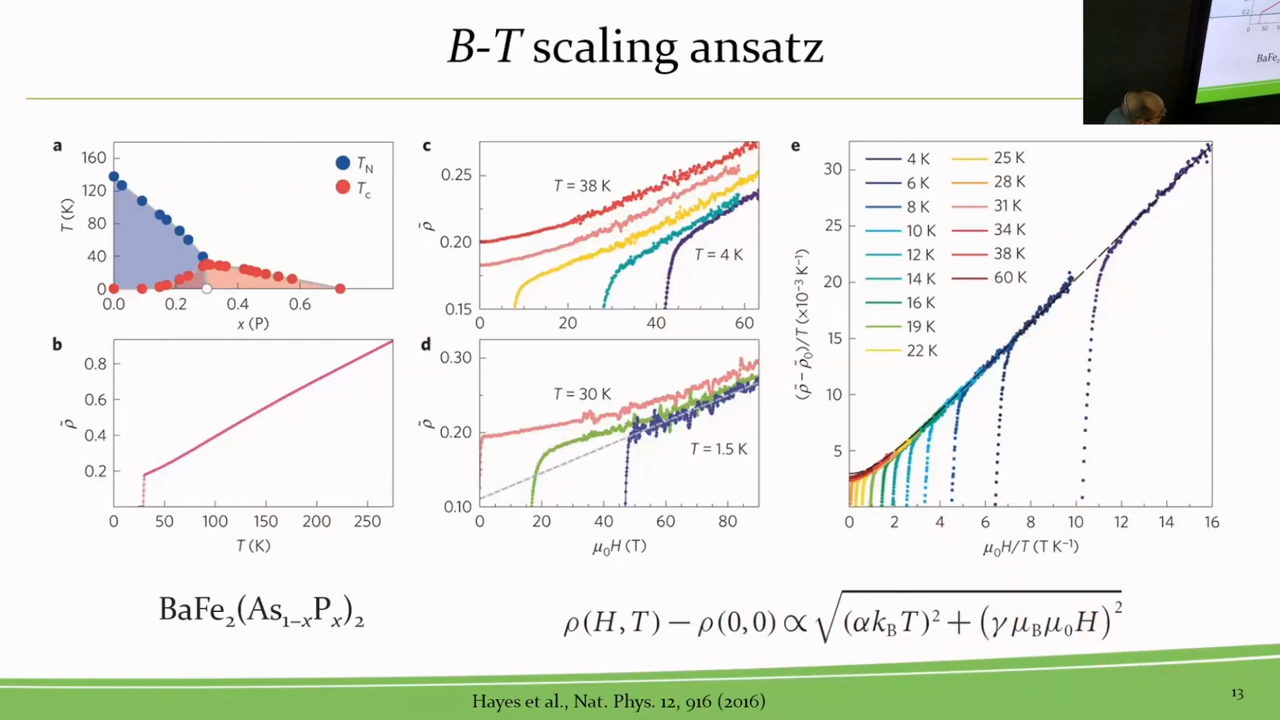 B-T scaling ansatz
a
160
120
80
40
0
T (K)
0.0 0.2 0.4 0.6
x (P)
T_N
T_c
b
0.8
0.6
0.4
0.2
ρ̃
0 50 100 150 200 250
T (K)
c
0.25
0.20
0.15
ρ̃
T = 38 K
T = 4 K
0 20 40 60
d
0.30
0.20
0.10
ρ̃
T = 30 K
T = 1.5 K
0 20 40 60 80
μ₀H (T)
e
30
25
20
15
10
5
(ρ̃ − ρ̃₀)/T (×10⁻³ K⁻¹)
4 K 25 K
6 K 28 K
8 K 31 K
10 K 34 K
12 K 38 K
14 K 60 K
16 K
19 K
22 K
0 2 4 6 8 10 12 14 16
μ₀H/T (T K⁻¹)
BaFe₂(As₁₋ₓPₓ)₂
ρ(H, T) − ρ(0,0) ∝ √((αk_BT)² + (γμ_Bμ₀H)²)
Hayes et al., Nat. Phys. 12, 916 (2016)
13
0.2
0 50
BaFe₂